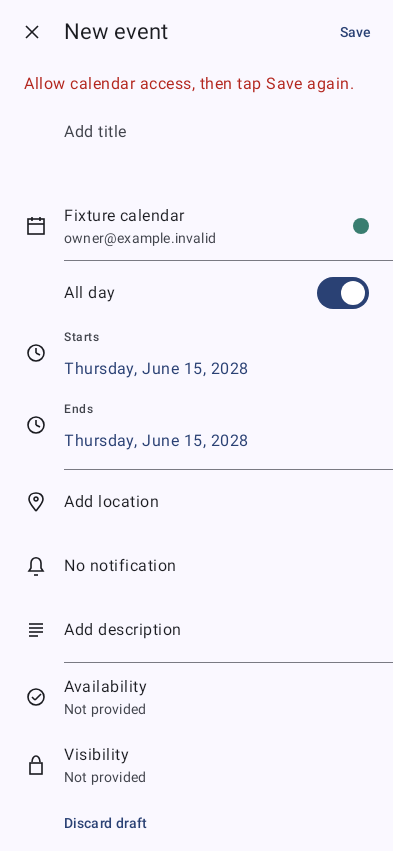 New event
Save
Allow calendar access, then tap Save again.
Add title
Fixture calendar
owner@example.invalid
All day
Starts
Thursday, June 15, 2028
Ends
Thursday, June 15, 2028
Add location
No notification
Add description
Availability
Not provided
Visibility
Not provided
Discard draft